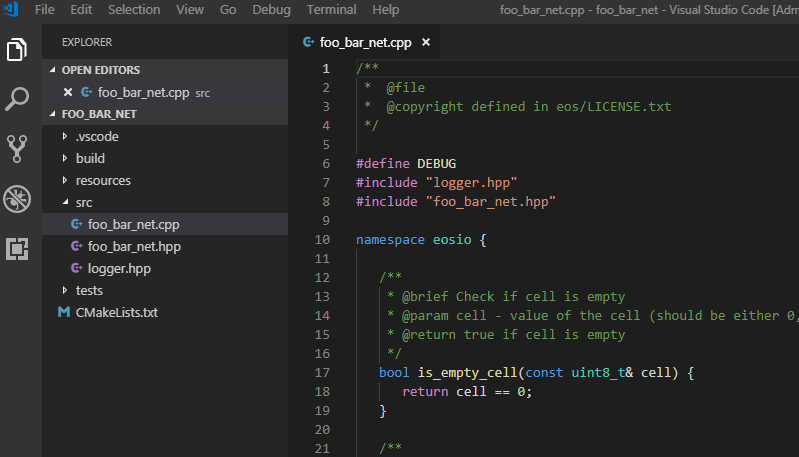 File Edit Selection View Go Debug Terminal Help foo_bar_net.cpp - foo_bar_net - Visual Studio Code [Adm
EXPLORER
OPEN EDITORS
foo_bar_net.cpp src
FOO_BAR_NET
.vscode
build
resources
src
foo_bar_net.cpp
foo_bar_net.hpp
logger.hpp
tests
CMakeLists.txt
foo_bar_net.cpp
1 /**
2 * @file
3 * @copyright defined in eos/LICENSE.txt
4 */
5
6 #define DEBUG
7 #include "logger.hpp"
8 #include "foo_bar_net.hpp"
9
10 namespace eosio {
11
12 /**
13 * @brief Check if cell is empty
14 * @param cell - value of the cell (should be either 0,
15 * @return true if cell is empty
16 */
17 bool is_empty_cell(const uint8_t& cell) {
18 return cell == 0;
19 }
20
21 /**